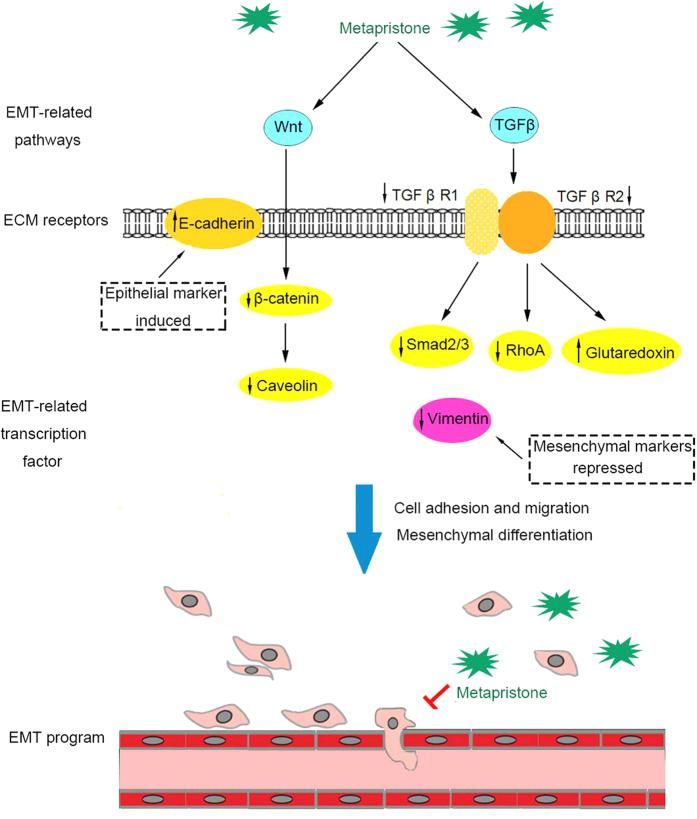 Metapristone
EMT-related
pathways
Wnt
TGFβ
ECM receptors
E-cadherin
TGF β R1
TGF β R2
Epithelial marker
induced
β-catenin
Smad2/3
RhoA
Glutaredoxin
Caveolin
EMT-related
transcription
factor
Vimentin
Mesenchymal markers
repressed
Cell adhesion and migration
Mesenchymal differentiation
Metapristone
EMT program